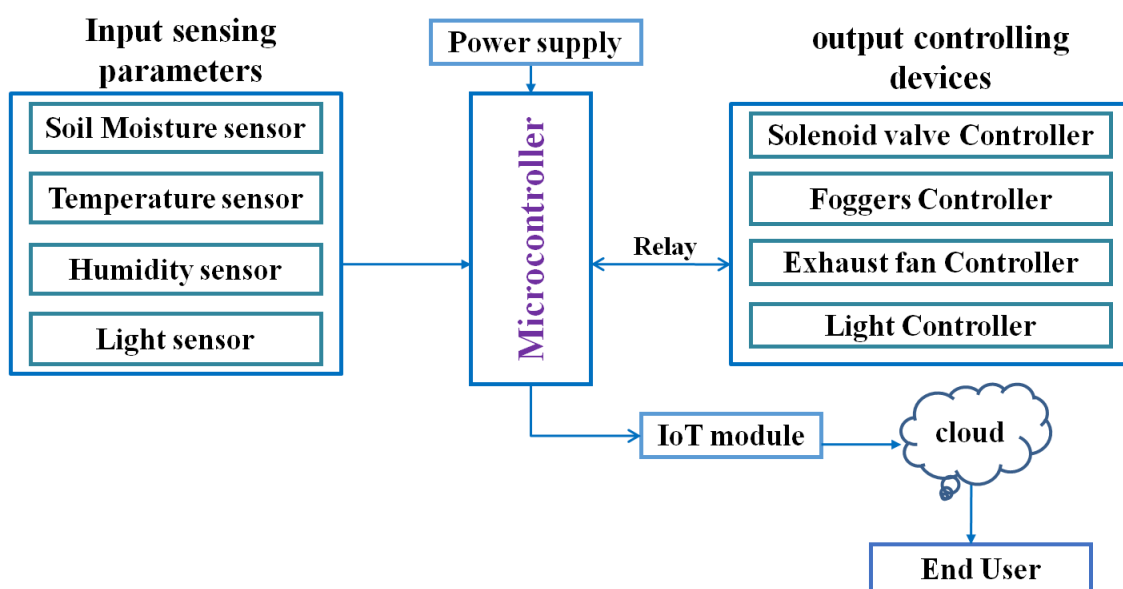 Input sensing
parameters
Soil Moisture sensor
Temperature sensor
Humidity sensor
Light sensor
Power supply
Microcontroller
Relay
output controlling
devices
Solenoid valve Controller
Foggers Controller
Exhaust fan Controller
Light Controller
IoT module
cloud
End User